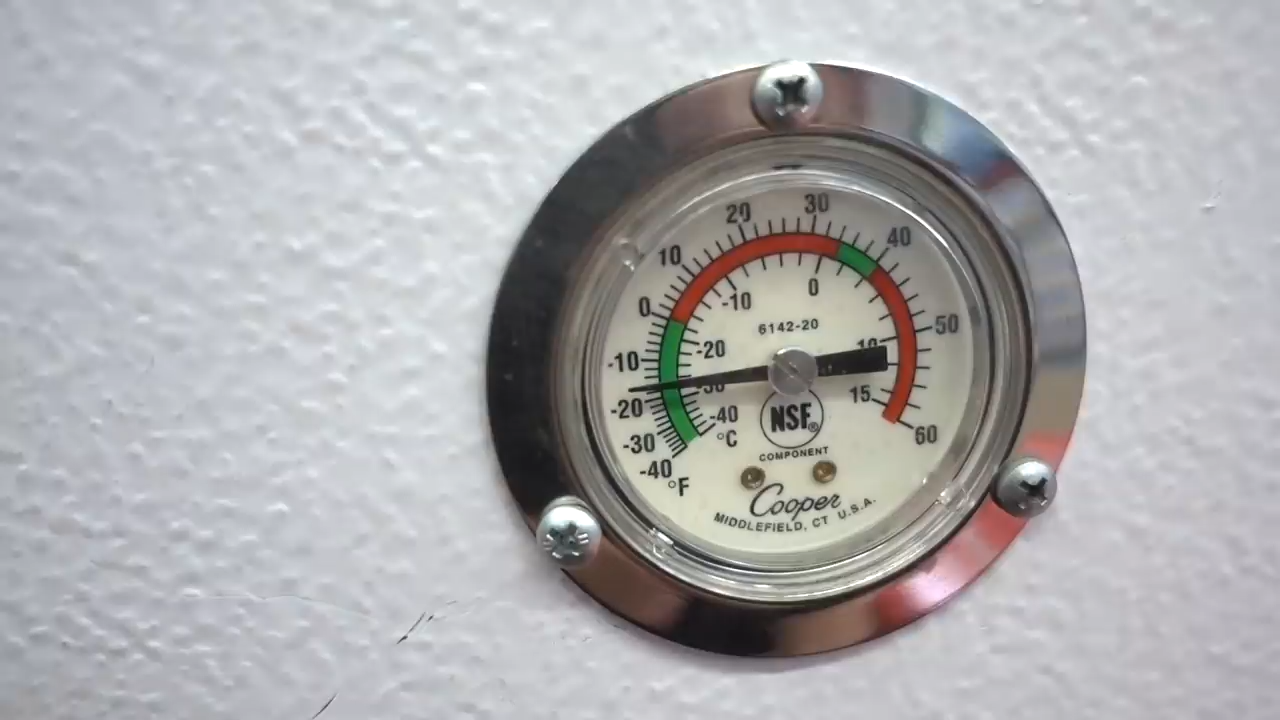 20 30
10 40
0 -10 0
6142-20 50
-10 -20 10
-20 -30 15
-30 -40 NSF® 60
-40 °C
°F COMPONENT
Cooper
MIDDLEFIELD, CT U.S.A.